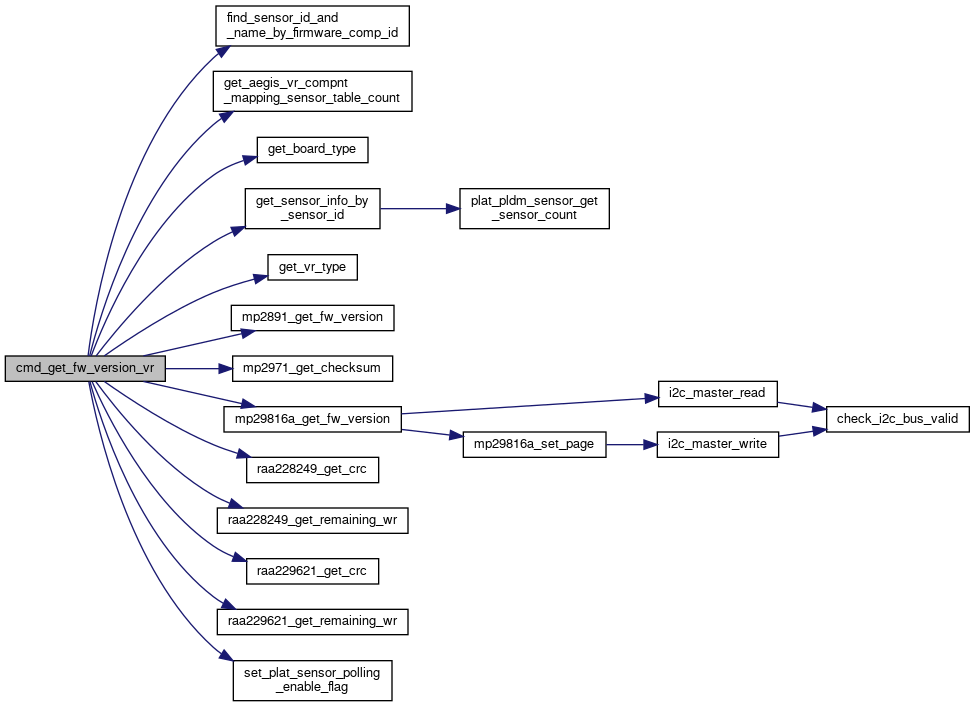 find_sensor_id_and
_name_by_firmware_comp_id
get_aegis_vr_compnt
_mapping_sensor_table_count
get_board_type
get_sensor_info_by
_sensor_id
plat_pldm_sensor_get
_sensor_count
get_vr_type
mp2891_get_fw_version
cmd_get_fw_version_vr
mp2971_get_checksum
mp29816a_get_fw_version
i2c_master_read
check_i2c_bus_valid
mp29816a_set_page
i2c_master_write
raa228249_get_crc
raa228249_get_remaining_wr
raa229621_get_crc
raa229621_get_remaining_wr
set_plat_sensor_polling
_enable_flag